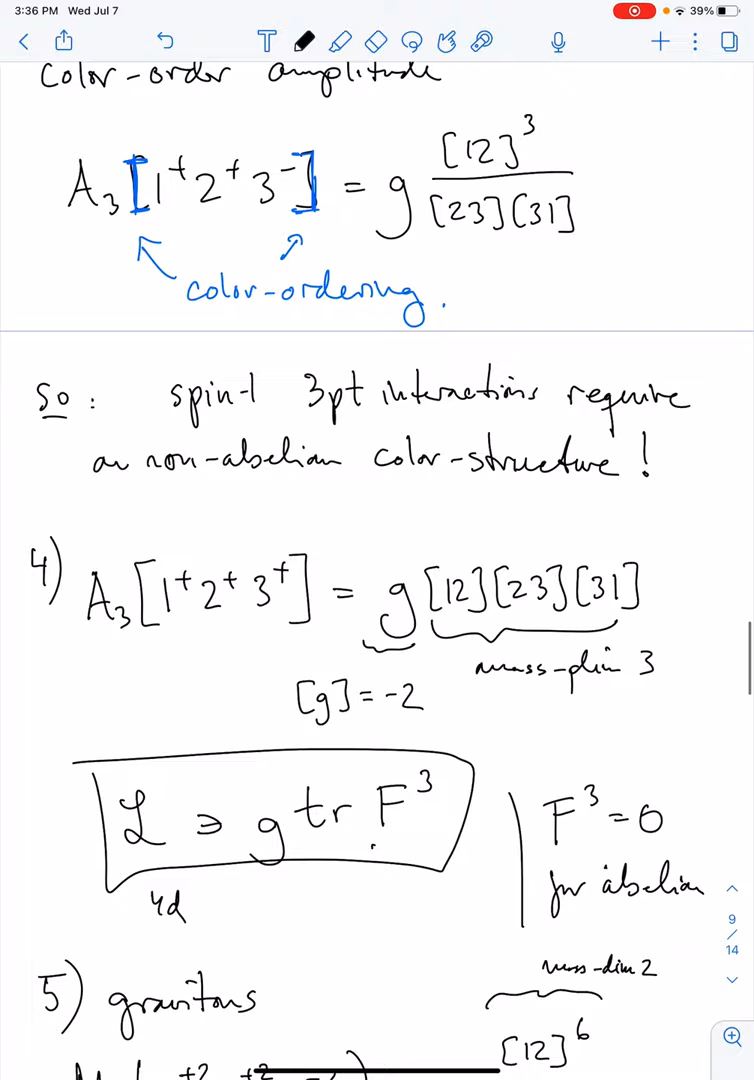 3:36 PM Wed Jul 7
39%
color-order amplitude
A₃[1⁺2⁺3⁻] = g [12]³ / [23][31]
color-ordering.
So: spin-1 3pt interactions require
an non-abelian color-structure!
4) A₃[1⁺2⁺3⁺] = g [12][23][31]
mass-dim 3
[g] = -2
ℒ ∋ g tr F³
F³ = 0
for abelian
4d
9
/
14
mass-dim 2
5) gravitons
[12]⁶